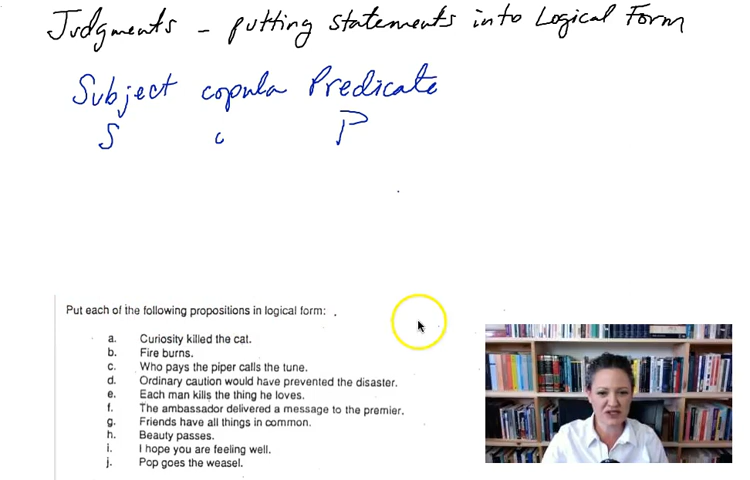 Judgments - putting statements into Logical Form
Subject copula Predicate
S c P
Put each of the following propositions in logical form:
a. Curiosity killed the cat.
b. Fire burns.
c. Who pays the piper calls the tune.
d. Ordinary caution would have prevented the disaster.
e. Each man kills the thing he loves.
f. The ambassador delivered a message to the premier.
g. Friends have all things in common.
h. Beauty passes.
i. I hope you are feeling well.
j. Pop goes the weasel.